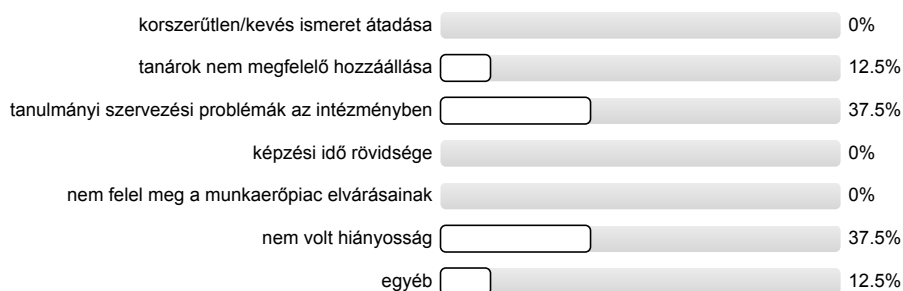 korszerűtlen/kevés ismeret átadása 0%
tanárok nem megfelelő hozzáállása 12.5%
tanulmányi szervezési problémák az intézményben 37.5%
képzési idő rövidsége 0%
nem felel meg a munkaerőpiac elvárásainak 0%
nem volt hiányosság 37.5%
egyéb 12.5%